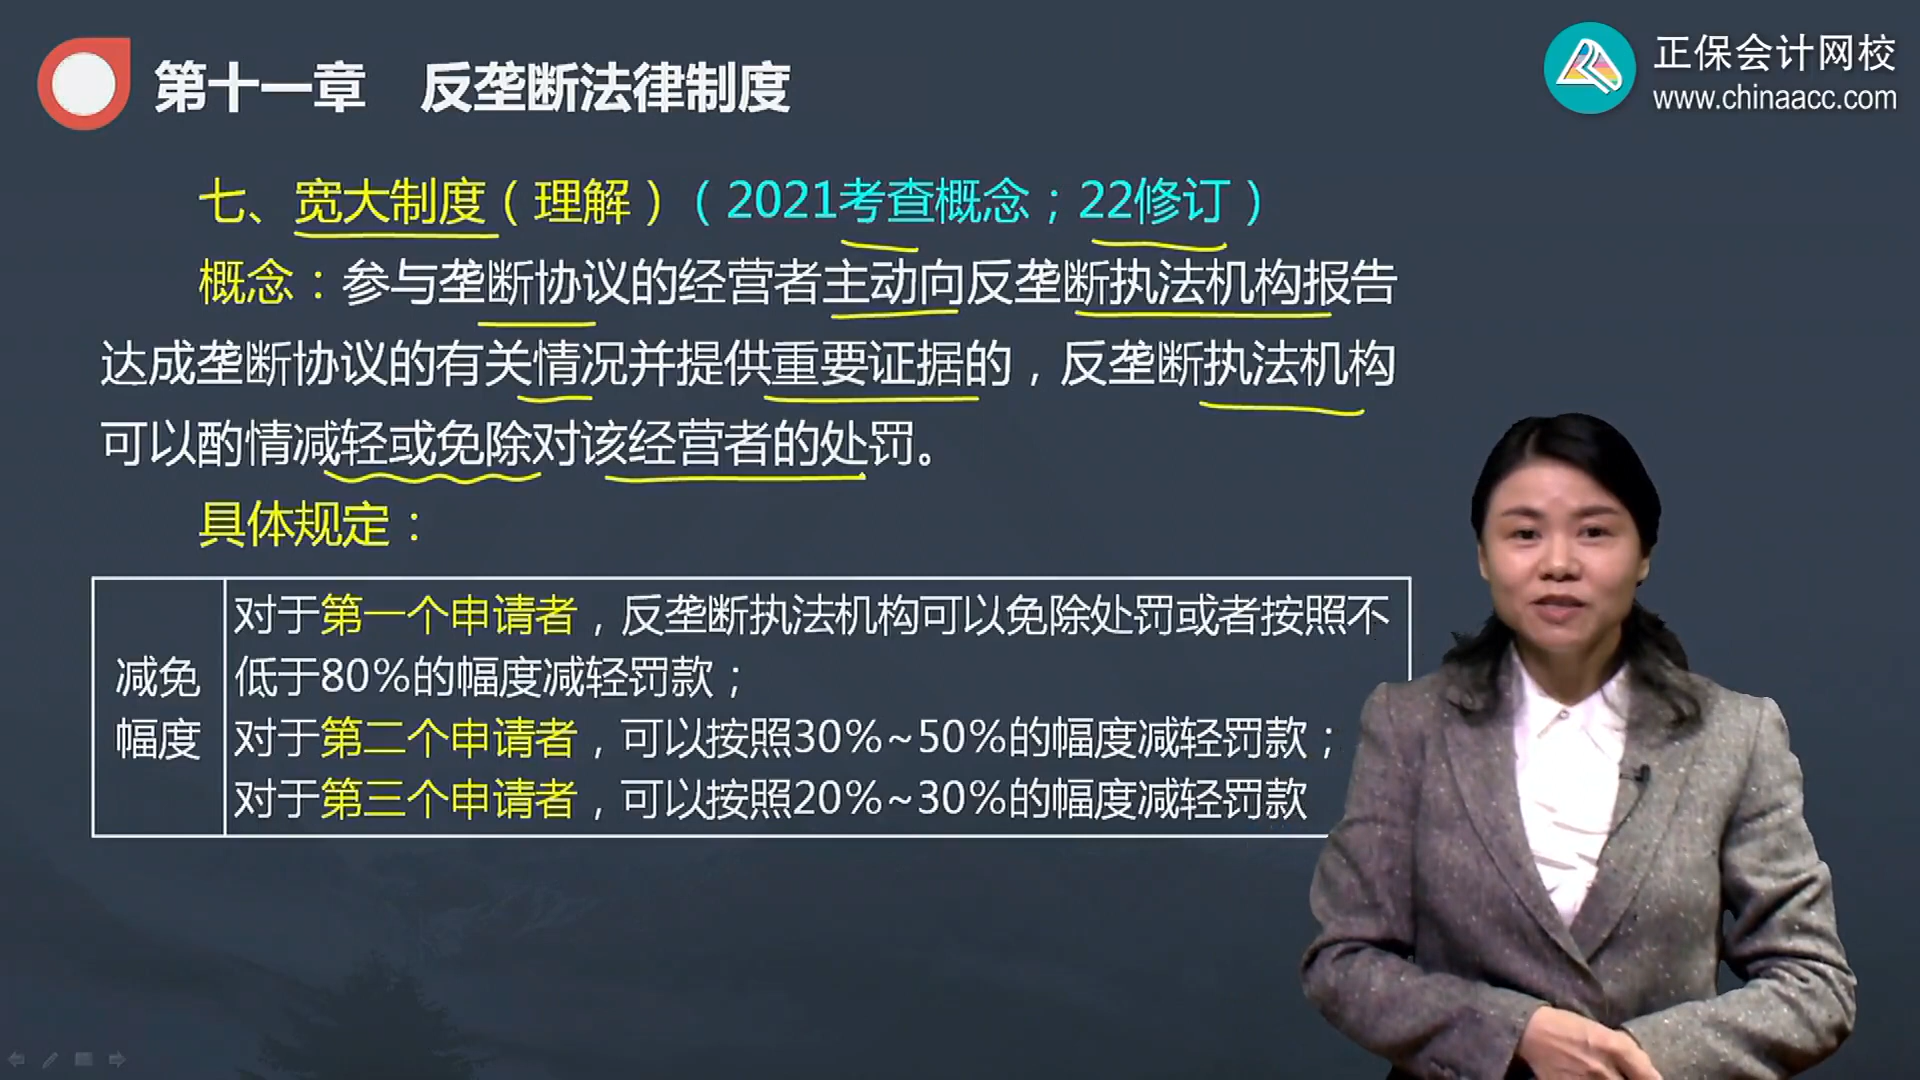 第十一章　反垄断法律制度
正保会计网校
www.chinaacc.com
七、宽大制度（理解）（2021考查概念；22修订）
概念：参与垄断协议的经营者主动向反垄断执法机构报告
达成垄断协议的有关情况并提供重要证据的，反垄断执法机构
可以酌情减轻或免除对该经营者的处罚。
具体规定：
减免
幅度
对于第一个申请者，反垄断执法机构可以免除处罚或者按照不
低于80%的幅度减轻罚款；
对于第二个申请者，可以按照30%~50%的幅度减轻罚款；
对于第三个申请者，可以按照20%~30%的幅度减轻罚款